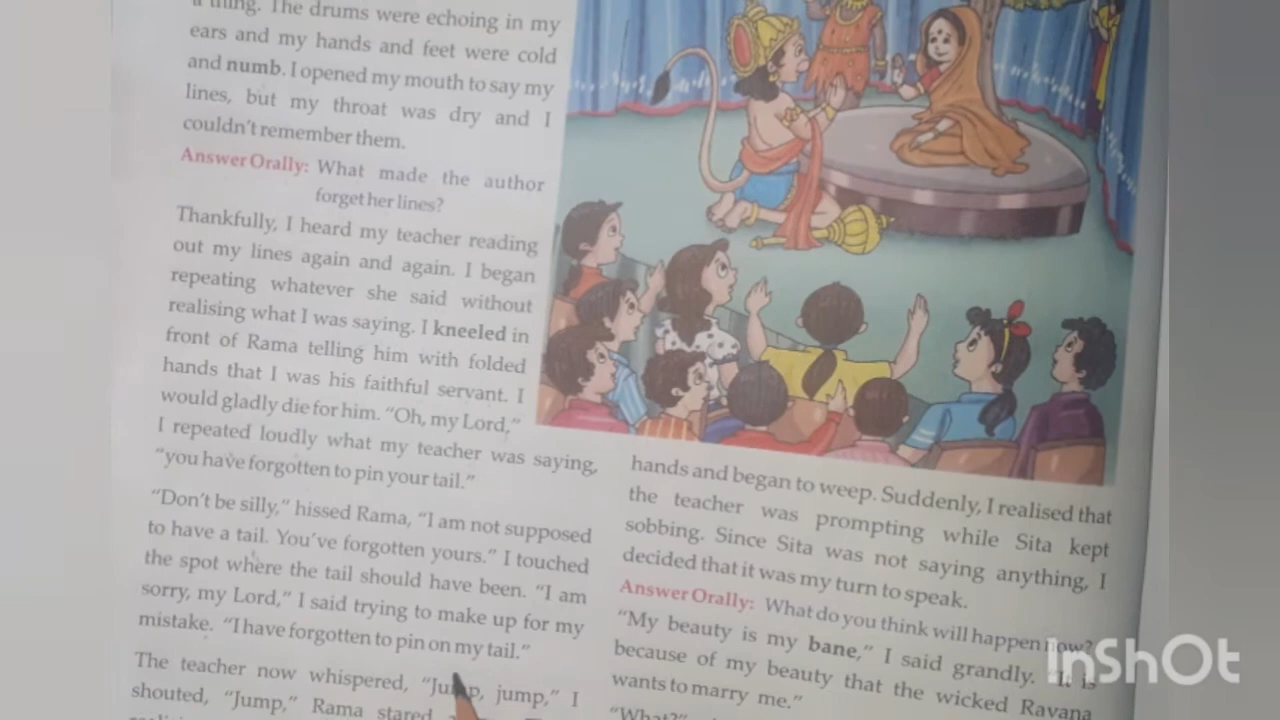 a thing. The drums were echoing in my
ears and my hands and feet were cold
and numb. I opened my mouth to say my
lines, but my throat was dry and I
couldn't remember them.
Answer Orally: What made the author
forget her lines?
Thankfully, I heard my teacher reading
out my lines again and again. I began
repeating whatever she said without
realising what I was saying. I kneeled in
front of Rama telling him with folded
hands that I was his faithful servant. I
would gladly die for him. "Oh, my Lord,"
I repeated loudly what my teacher was saying,
"you have forgotten to pin your tail."
"Don't be silly," hissed Rama, "I am not supposed
to have a tail. You've forgotten yours." I touched
the spot where the tail should have been. "I am
sorry, my Lord," I said trying to make up for my
mistake. "I have forgotten to pin on my tail."
The teacher now whispered, "Jump, jump," I
shouted, "Jump," Rama stared
hands and began to weep. Suddenly, I realised that
the teacher was prompting while Sita kept
sobbing. Since Sita was not saying anything, I
decided that it was my turn to speak.
Answer Orally: What do you think will happen now?
"My beauty is my bane," I said grandly. "It is
because of my beauty that the wicked Ravana
wants to marry me."
"What?"
InShOt